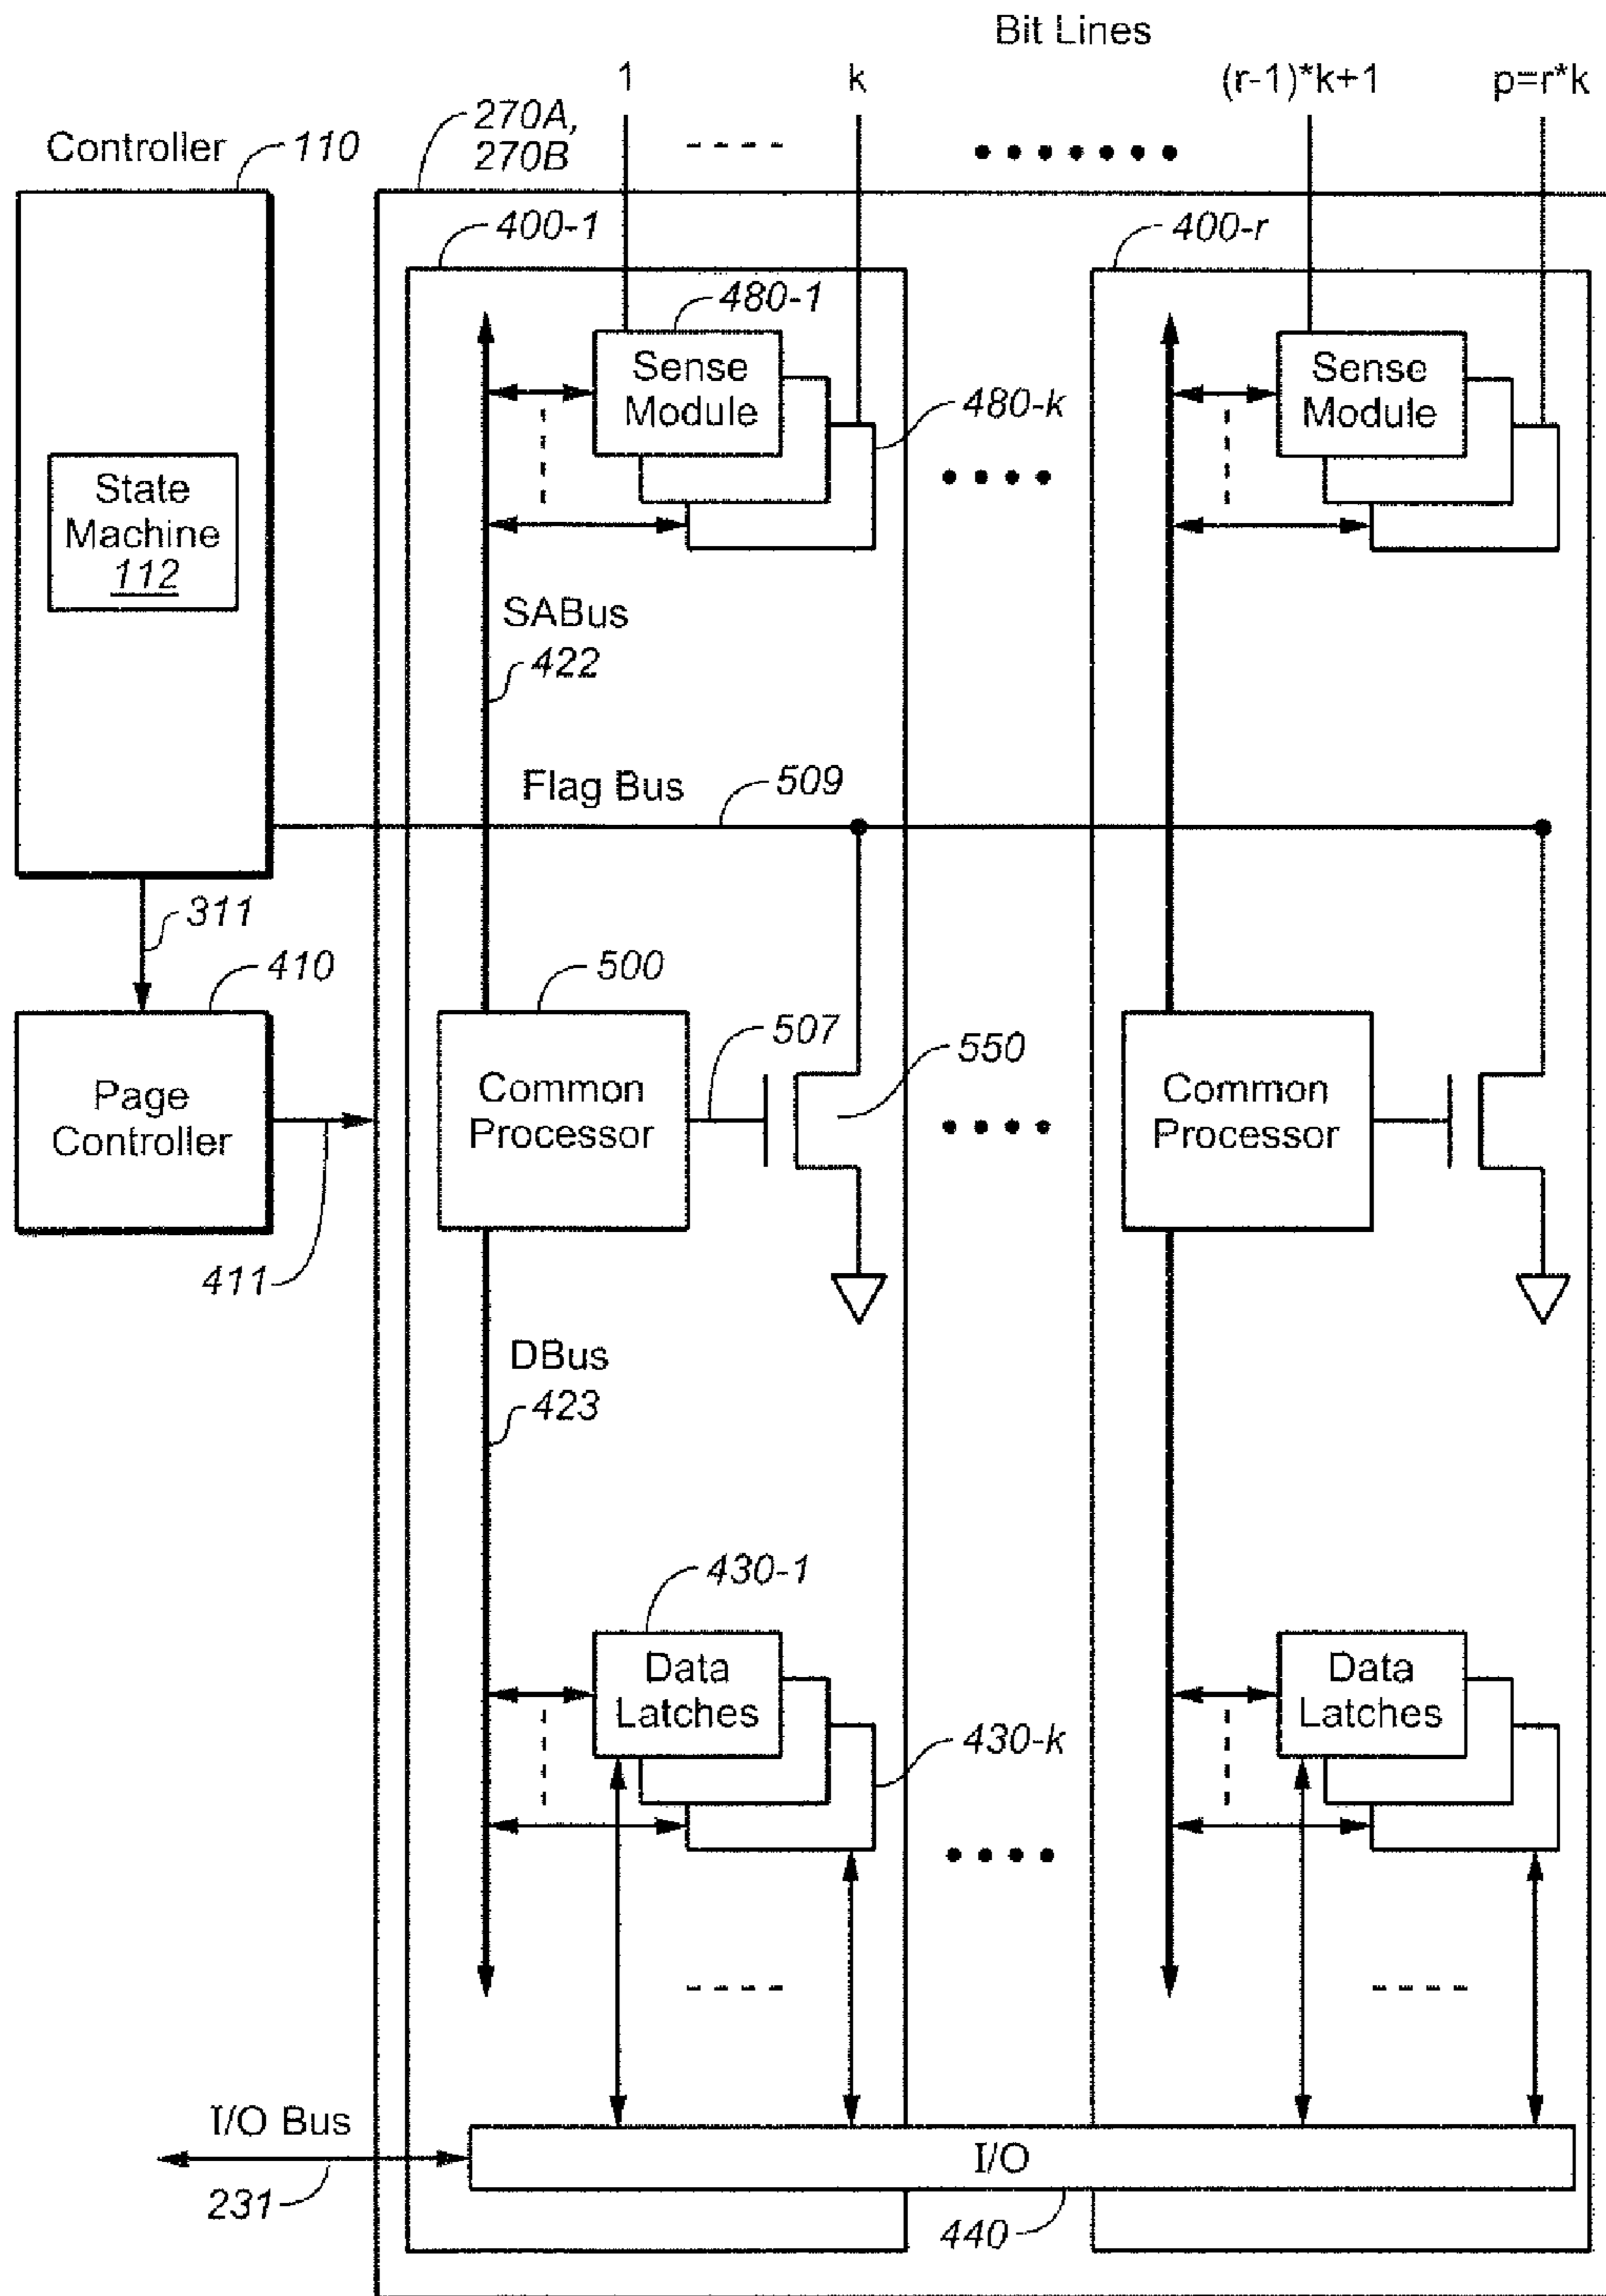 Bit Lines
1
k
(r-1)*k+1
p=r*k
270A,
270B
Controller
110
400-1
400-r
480-1
Sense
Module
480-k
Sense
Module
State
Machine
112
SABus
422
Flag Bus
509
311
410
500
507
550
Page
Controller
Common
Processor
Common
Processor
411
DBus
423
430-1
Data
Latches
430-k
Data
Latches
I/O Bus
231
I/O
440